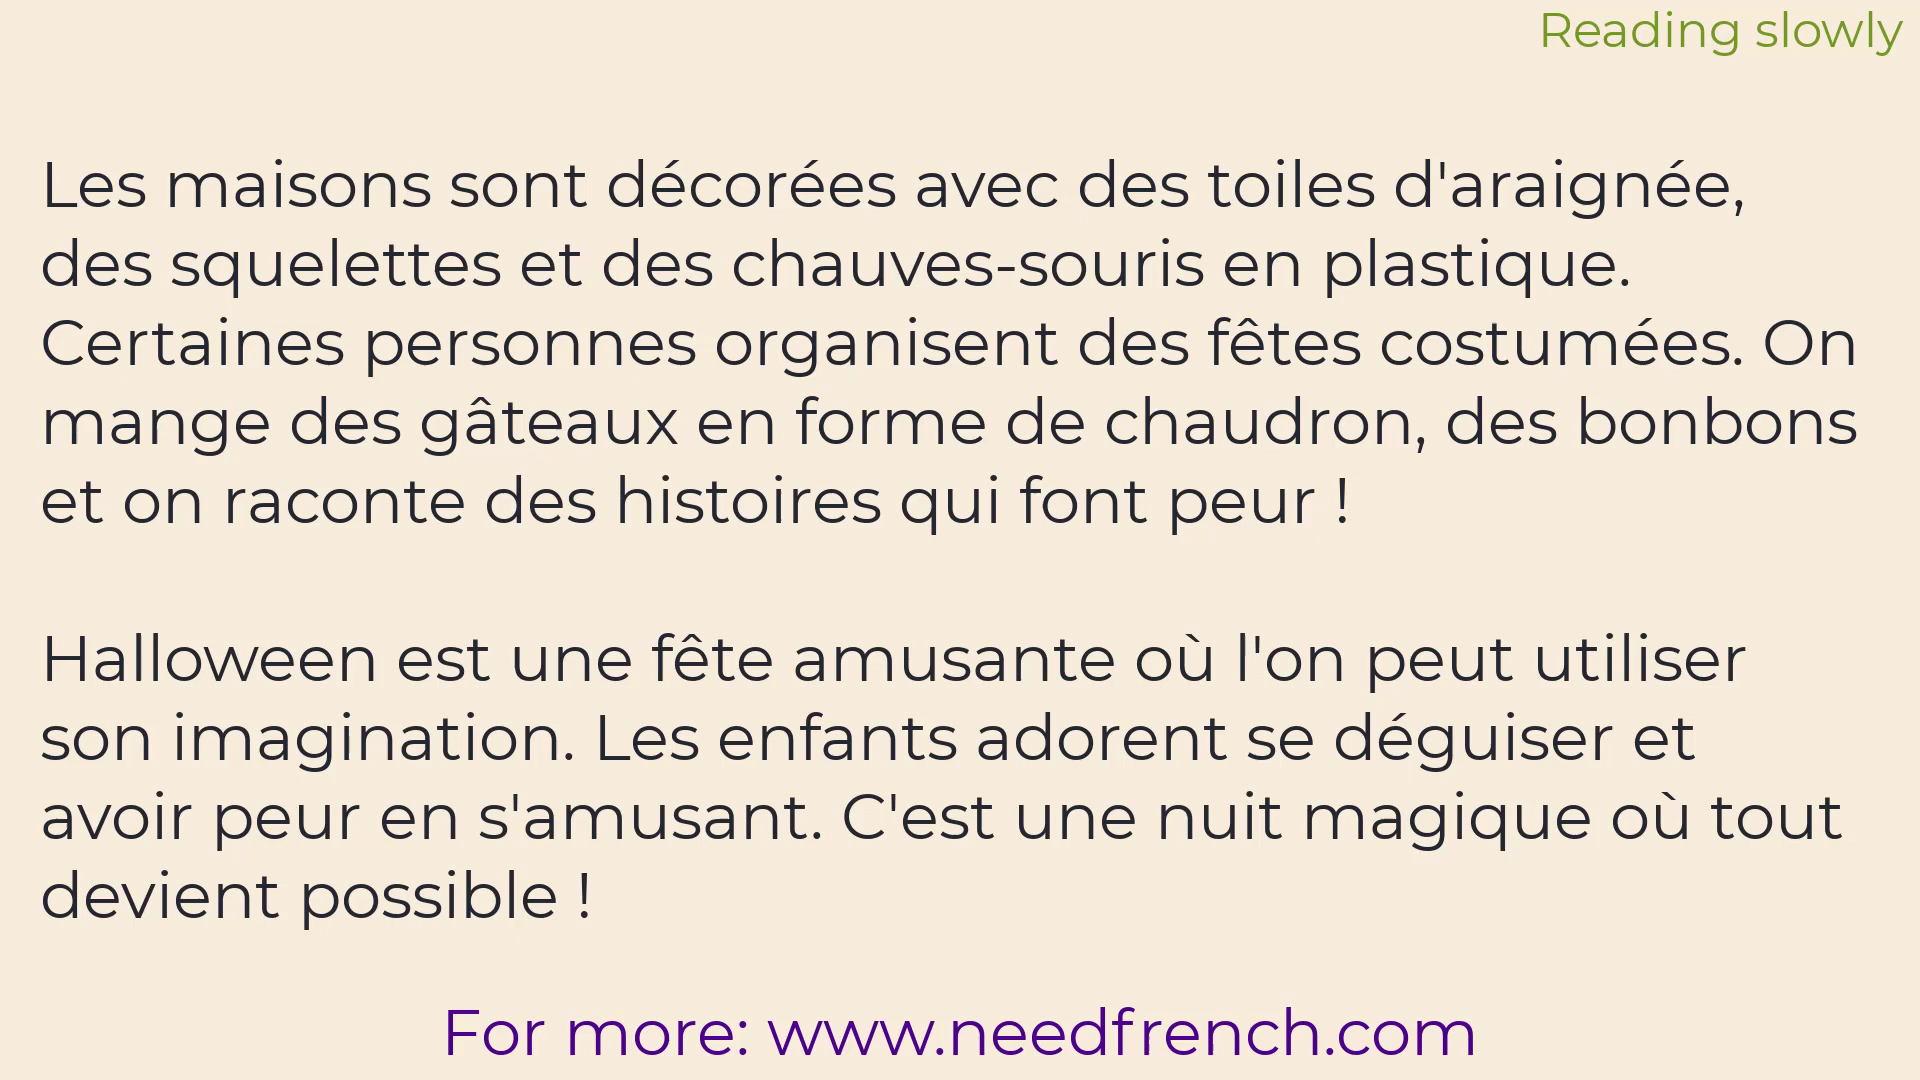 Reading slowly
Les maisons sont décorées avec des toiles d'araignée,
des squelettes et des chauves-souris en plastique.
Certaines personnes organisent des fêtes costumées. On
mange des gâteaux en forme de chaudron, des bonbons
et on raconte des histoires qui font peur !
Halloween est une fête amusante où l'on peut utiliser
son imagination. Les enfants adorent se déguiser et
avoir peur en s'amusant. C'est une nuit magique où tout
devient possible !
For more: www.needfrench.com